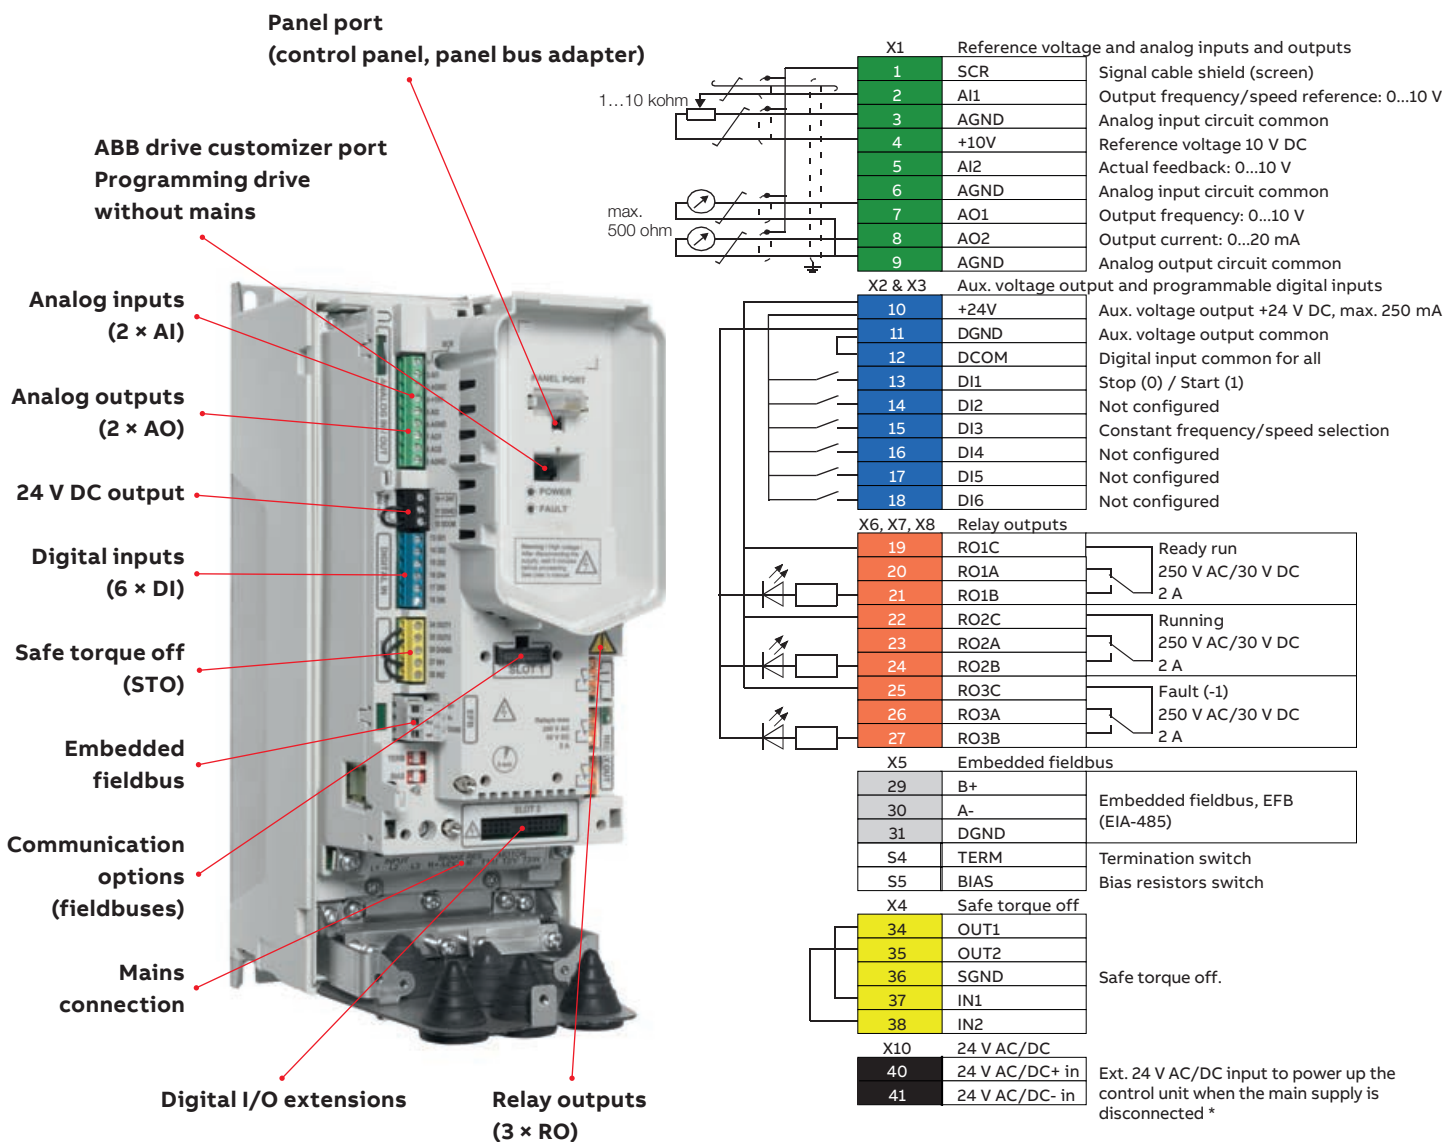 Panel port
(control panel, panel bus adapter)
ABB drive customizer port
Programming drive
without mains
Analog inputs
(2 × AI)
Analog outputs
(2 × AO)
24 V DC output
Digital inputs
(6 × DI)
Safe torque off
(STO)
Embedded
fieldbus
Communication
options
(fieldbuses)
Mains
connection
Digital I/O extensions
Relay outputs
(3 × RO)
PANEL PORT
POWER
FAULT
SLOT 1
EFB
TERM
BIAS
SLOT 2
DIGITAL IN
1...10 kohm
max.
500 ohm
X1 Reference voltage and analog inputs and outputs
1 SCR Signal cable shield (screen)
2 AI1 Output frequency/speed reference: 0...10 V
3 AGND Analog input circuit common
4 +10V Reference voltage 10 V DC
5 AI2 Actual feedback: 0...10 V
6 AGND Analog input circuit common
7 AO1 Output frequency: 0...10 V
8 AO2 Output current: 0...20 mA
9 AGND Analog output circuit common
X2 & X3 Aux. voltage output and programmable digital inputs
10 +24V Aux. voltage output +24 V DC, max. 250 mA
11 DGND Aux. voltage output common
12 DCOM Digital input common for all
13 DI1 Stop (0) / Start (1)
14 DI2 Not configured
15 DI3 Constant frequency/speed selection
16 DI4 Not configured
17 DI5 Not configured
18 DI6 Not configured
X6, X7, X8 Relay outputs
19 RO1C Ready run
20 RO1A 250 V AC/30 V DC
21 RO1B 2 A
22 RO2C Running
23 RO2A 250 V AC/30 V DC
24 RO2B 2 A
25 RO3C Fault (-1)
26 RO3A 250 V AC/30 V DC
27 RO3B 2 A
X5 Embedded fieldbus
29 B+
30 A-
31 DGND
Embedded fieldbus, EFB
(EIA-485)
S4 TERM Termination switch
S5 BIAS Bias resistors switch
X4 Safe torque off
34 OUT1
35 OUT2
36 SGND Safe torque off.
37 IN1
38 IN2
X10 24 V AC/DC
40 24 V AC/DC+ in
41 24 V AC/DC- in
Ext. 24 V AC/DC input to power up the
control unit when the main supply is
disconnected *